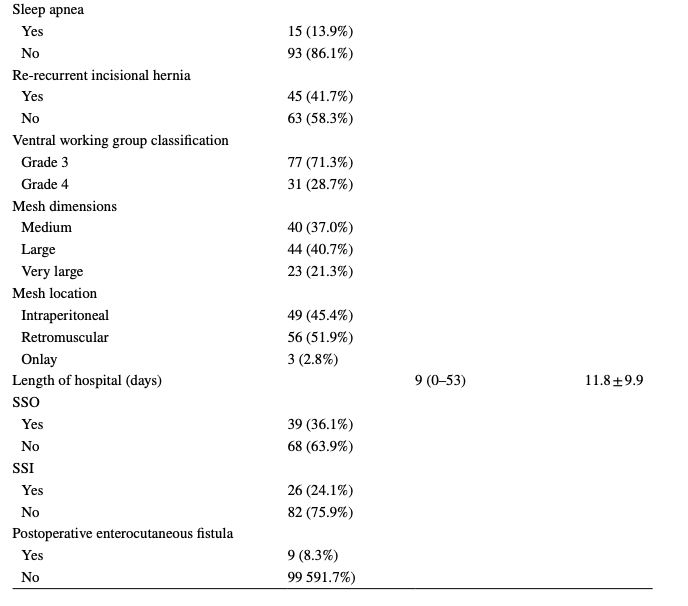 Sleep apnea
Yes 15 (13.9%)
No 93 (86.1%)
Re-recurrent incisional hernia
Yes 45 (41.7%)
No 63 (58.3%)
Ventral working group classification
Grade 3 77 (71.3%)
Grade 4 31 (28.7%)
Mesh dimensions
Medium 40 (37.0%)
Large 44 (40.7%)
Very large 23 (21.3%)
Mesh location
Intraperitoneal 49 (45.4%)
Retromuscular 56 (51.9%)
Onlay 3 (2.8%)
Length of hospital (days) 9 (0–53) 11.8±9.9
SSO
Yes 39 (36.1%)
No 68 (63.9%)
SSI
Yes 26 (24.1%)
No 82 (75.9%)
Postoperative enterocutaneous fistula
Yes 9 (8.3%)
No 99 591.7%)